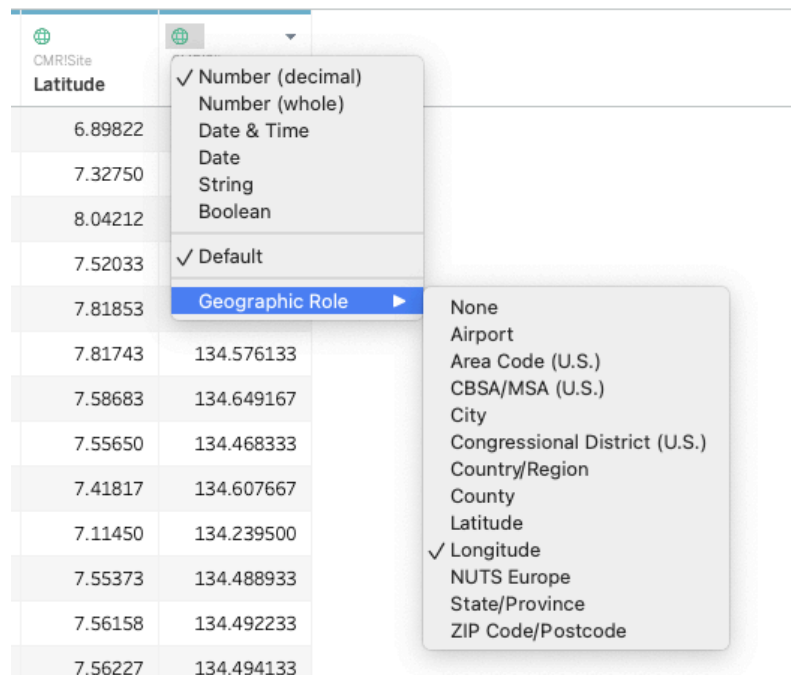 CMR!Site
Latitude
6.89822
7.32750
8.04212
7.52033
7.81853
7.81743 134.576133
7.58683 134.649167
7.55650 134.468333
7.41817 134.607667
7.11450 134.239500
7.55373 134.488933
7.56158 134.492233
7.56227 134.494133
✓ Number (decimal)
Number (whole)
Date & Time
Date
String
Boolean
✓ Default
Geographic Role ▶
None
Airport
Area Code (U.S.)
CBSA/MSA (U.S.)
City
Congressional District (U.S.)
Country/Region
County
Latitude
✓ Longitude
NUTS Europe
State/Province
ZIP Code/Postcode